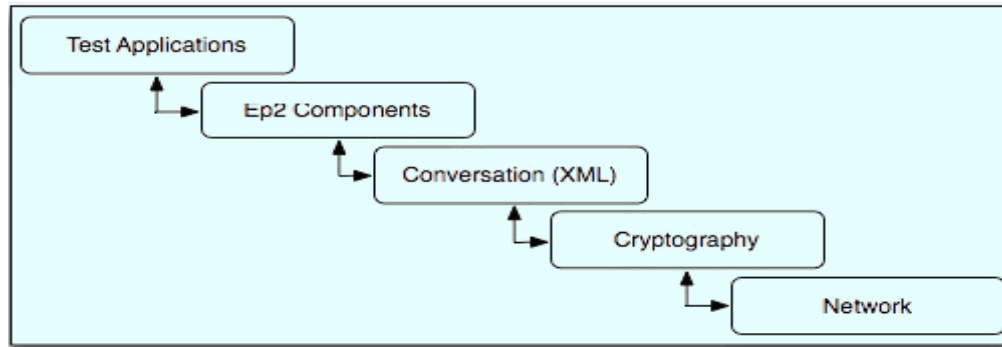 Test Applications
Ep2 Components
Conversation (XML)
Cryptography
Network